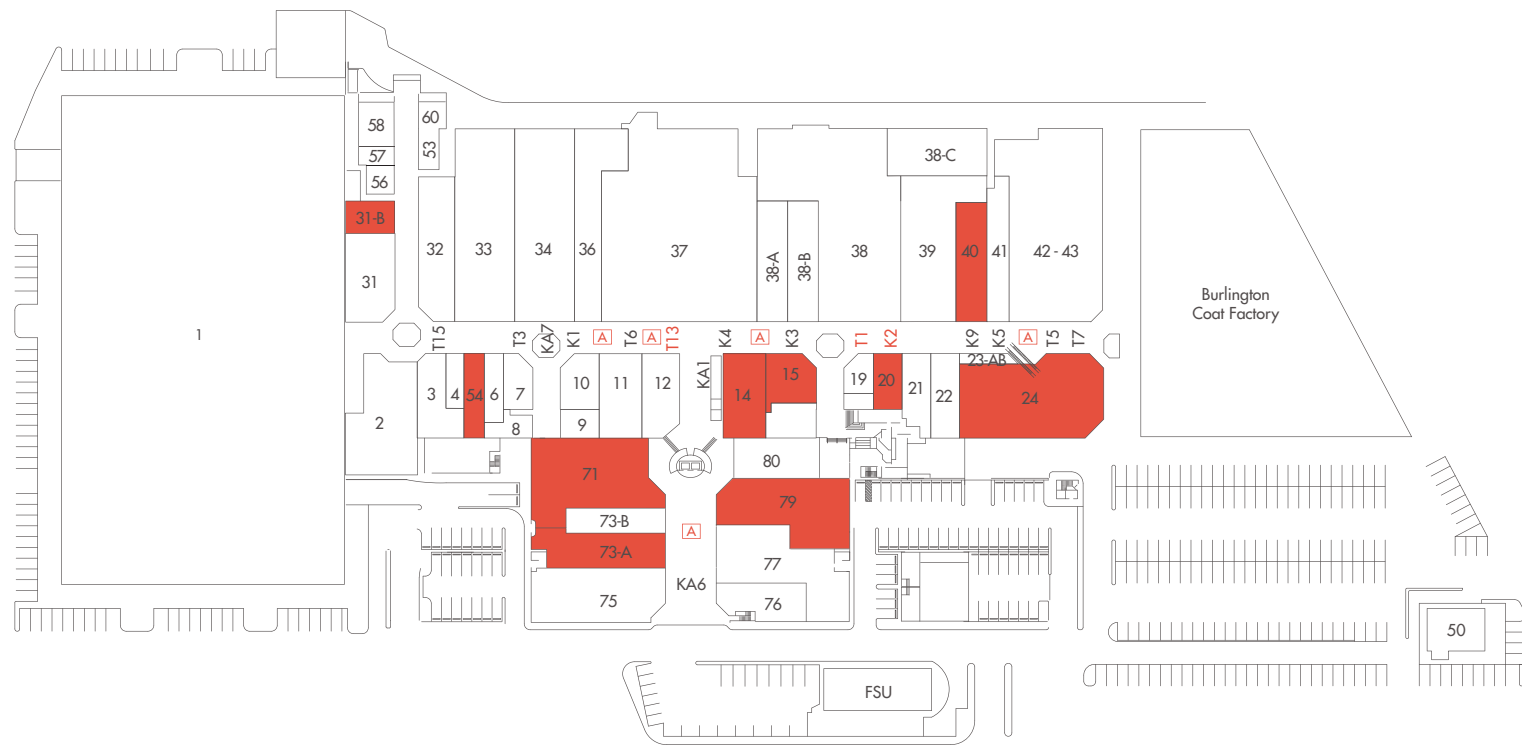 60
58
53
57
38-C
56
31-B
32
33
34
36
37
38-A
38-B
38
39
40
41
42 - 43
31
Burlington
Coat Factory
1
T15
T3
KA7
K1
A
T6
A
T13
K4
A
K3
T1
K2
K9
K5
A
T5
T7
2
3
4
54
6
7
8
10
9
11
12
KA1
14
15
19
20
21
22
23-AB
24
71
80
79
73-B
A
73-A
77
KA6
75
76
50
FSU